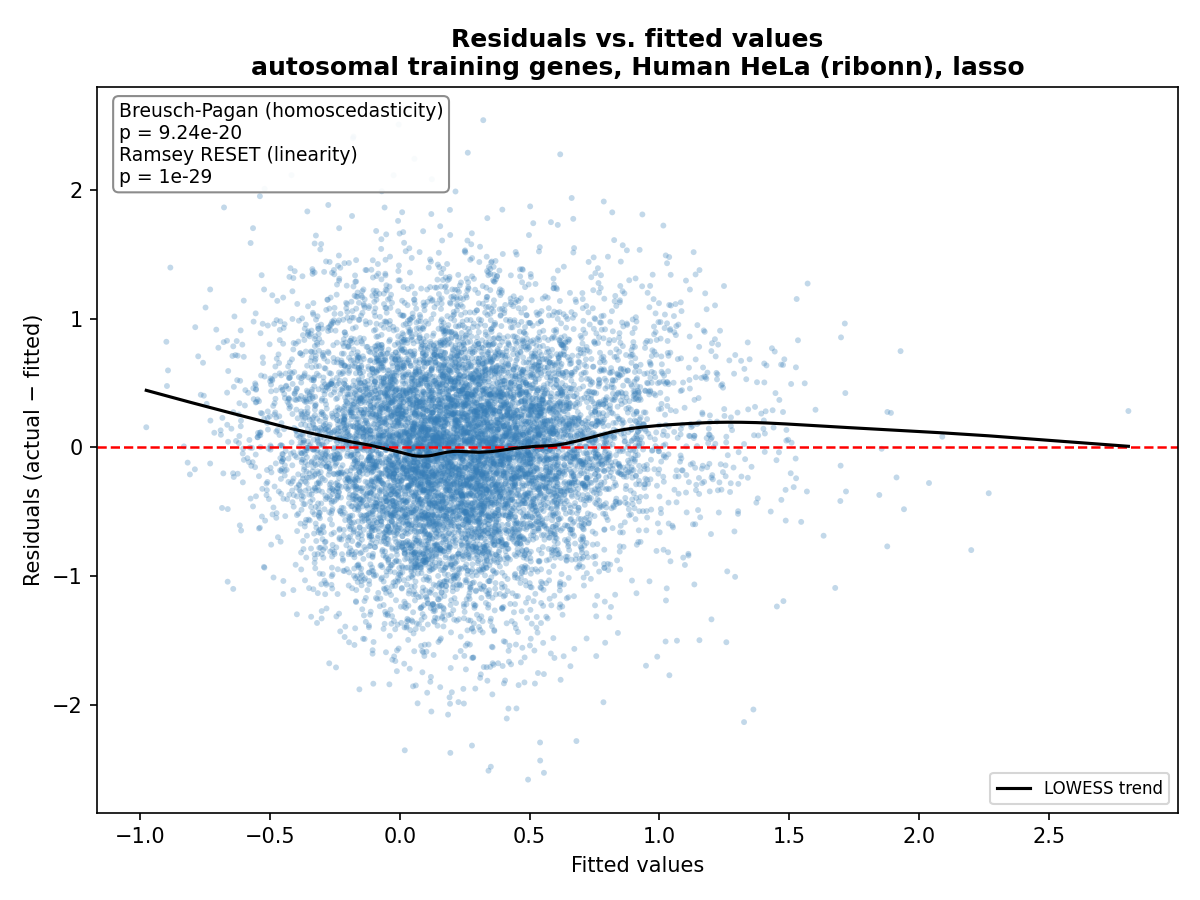 Residuals vs. fitted values
autosomal training genes, Human HeLa (ribonn), lasso
Breusch-Pagan (homoscedasticity)
p = 9.24e-20
Ramsey RESET (linearity)
p = 1e-29
Residuals (actual − fitted)
2
1
0
−1
−2
−1.0
−0.5
0.0
0.5
1.0
1.5
2.0
2.5
Fitted values
LOWESS trend